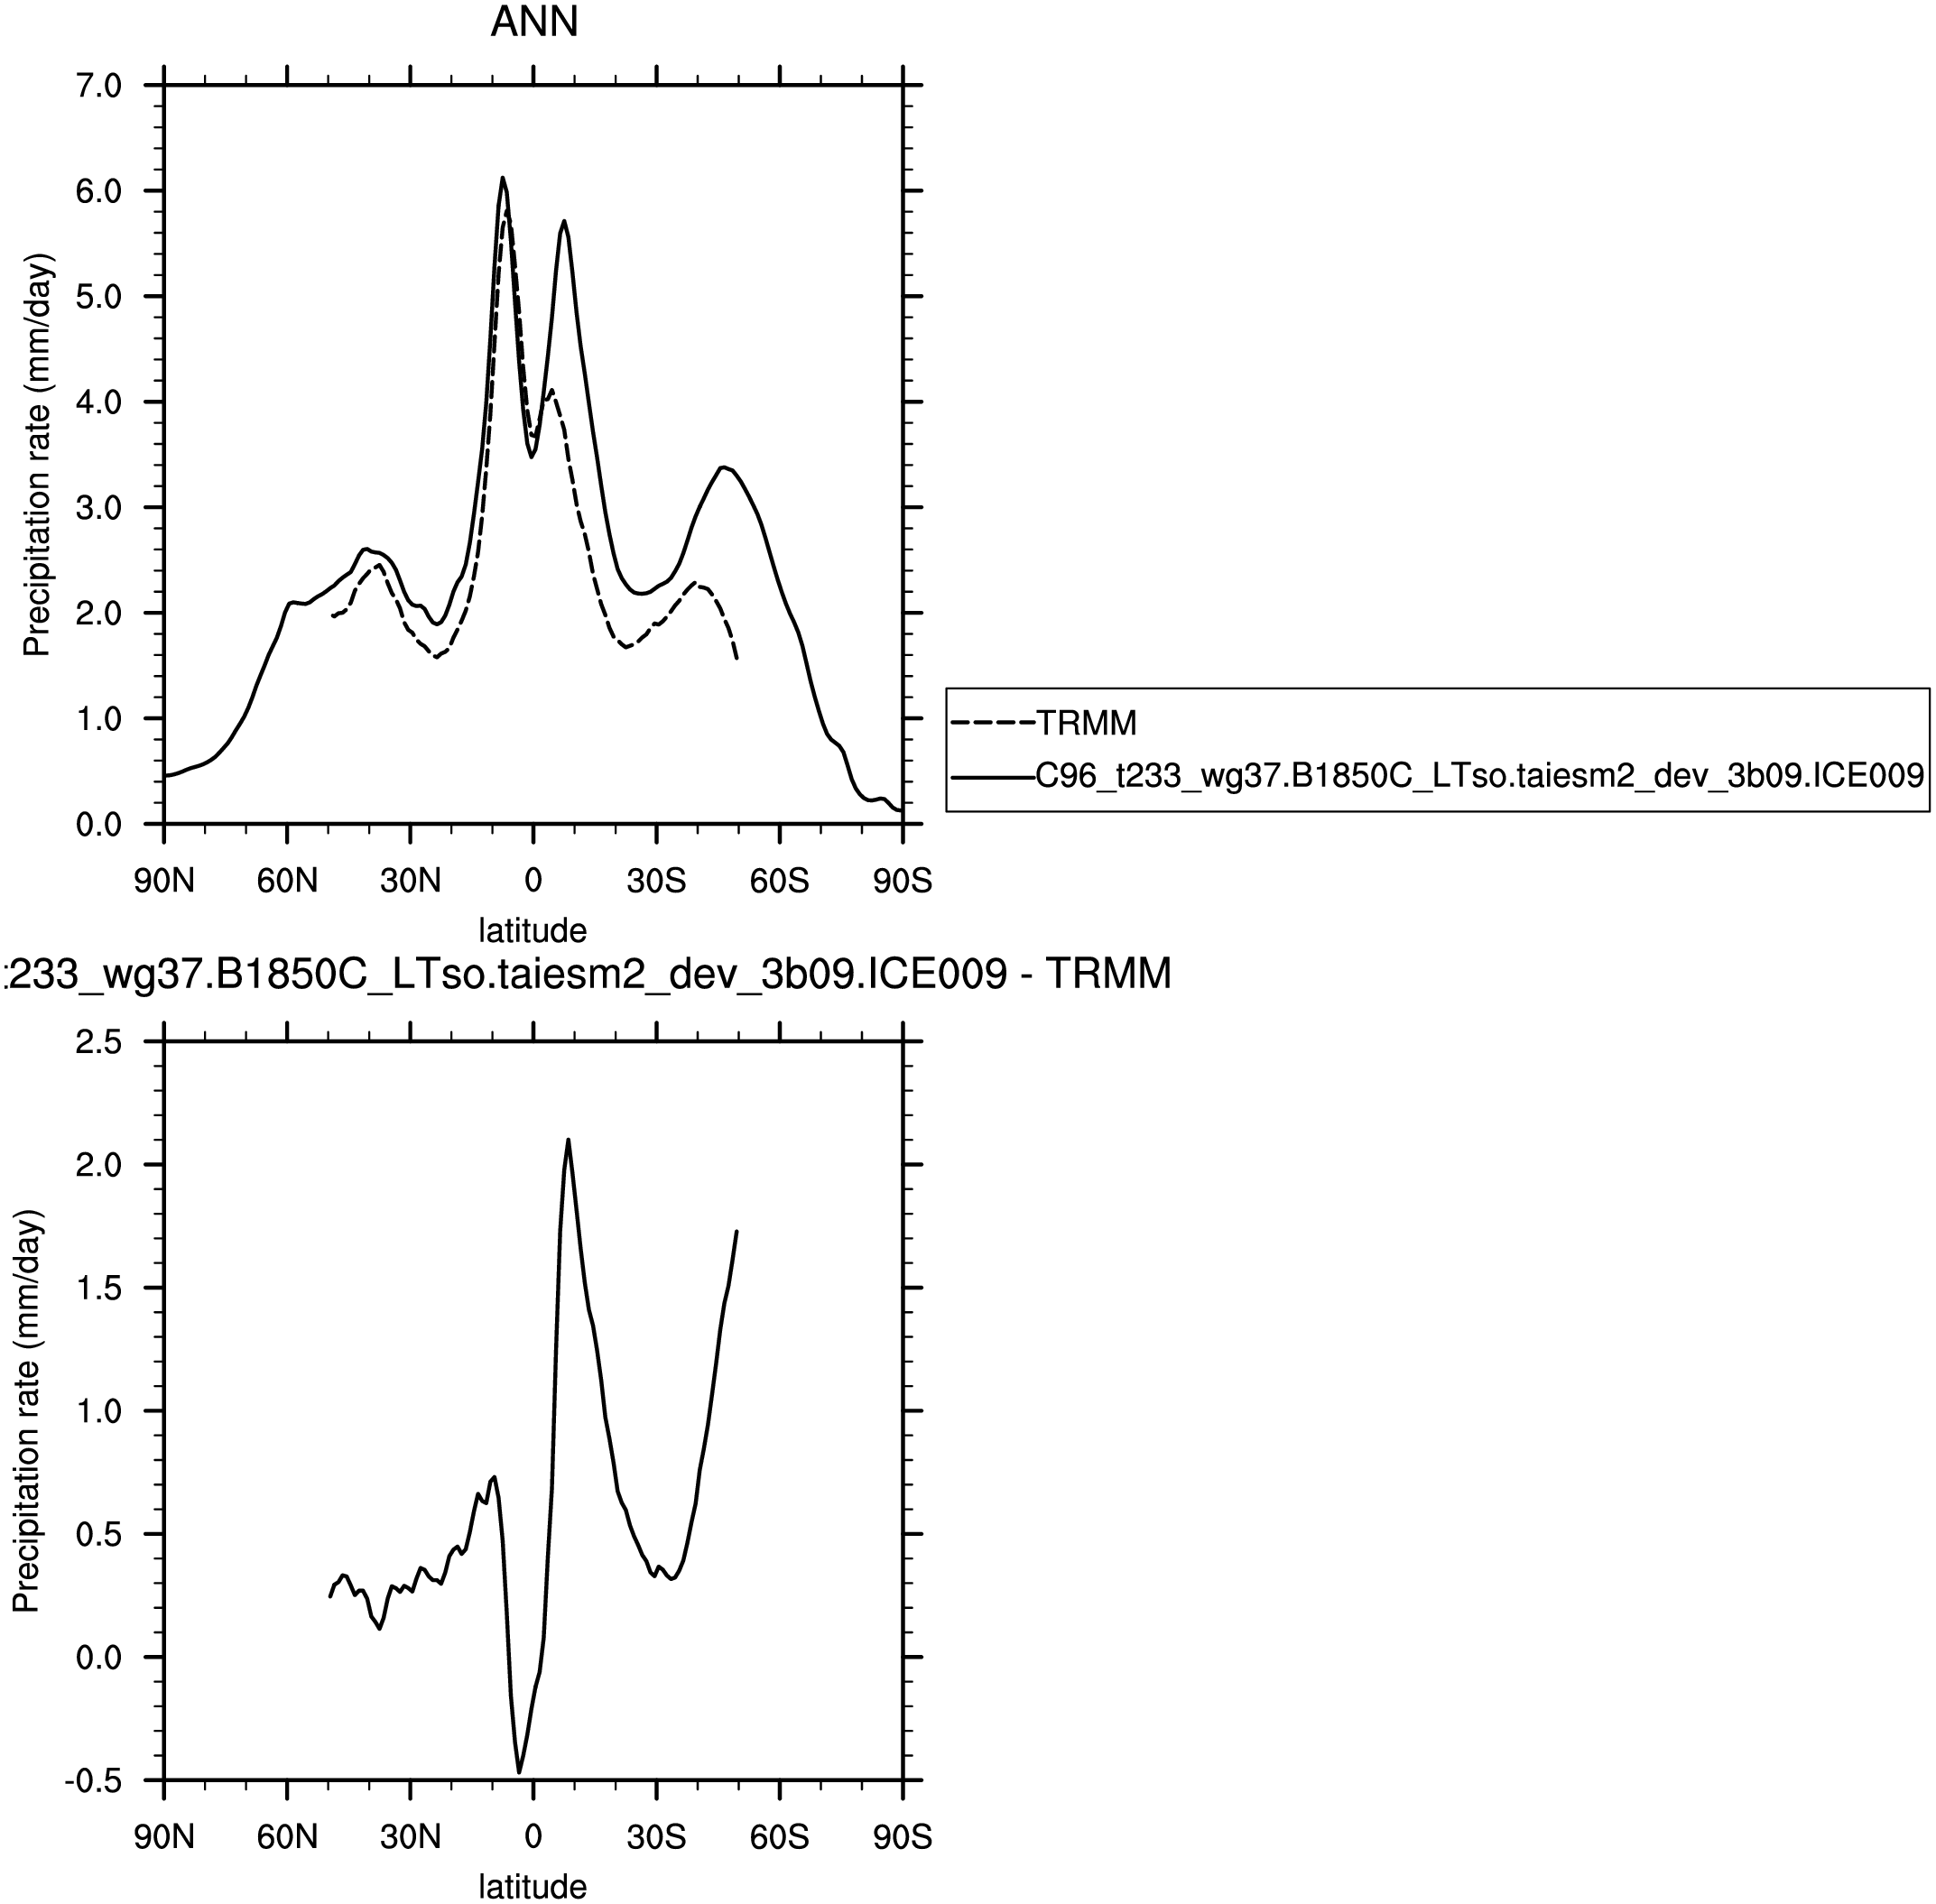 ANN
7.0
6.0
5.0
4.0
3.0
2.0
1.0
0.0
Precipitation rate (mm/day)
90N 60N 30N 0 30S 60S 90S
latitude
TRMM
C96_t233_wg37.B1850C_LTso.taiesm2_dev_3b09.ICE009
:233_wg37.B1850C_LTso.taiesm2_dev_3b09.ICE009 - TRMM
2.5
2.0
1.5
1.0
0.5
0.0
-0.5
Precipitation rate (mm/day)
90N 60N 30N 0 30S 60S 90S
latitude